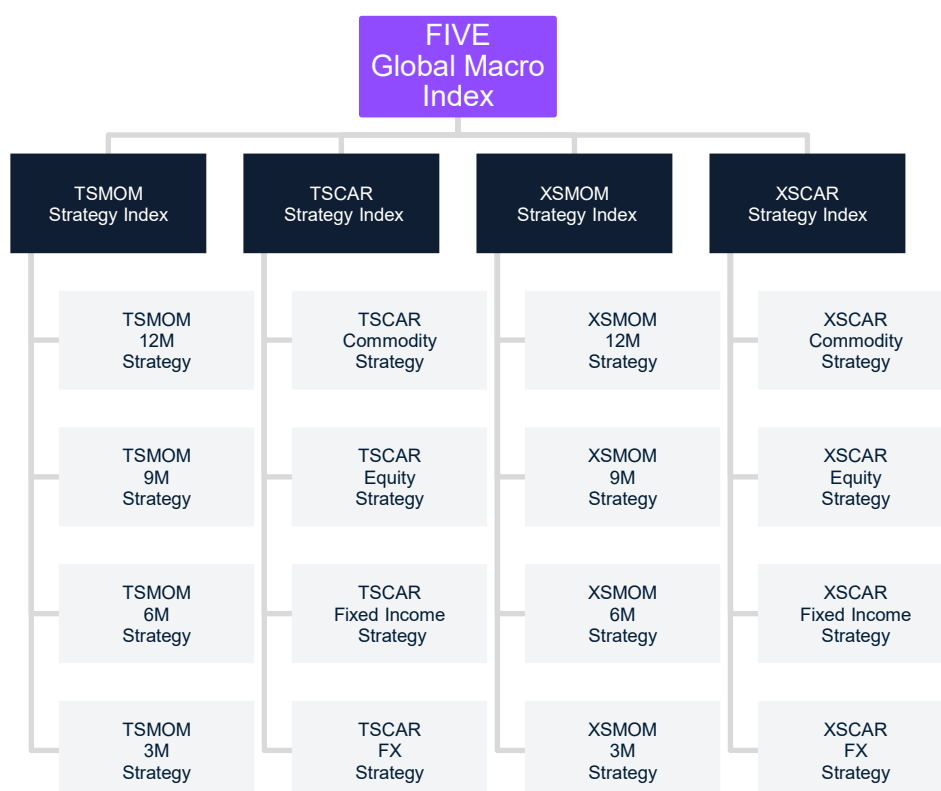 FIVE
Global Macro
Index
TSMOM
Strategy Index
TSCAR
Strategy Index
XSMOM
Strategy Index
XSCAR
Strategy Index
TSMOM
12M
Strategy
TSCAR
Commodity
Strategy
XSMOM
12M
Strategy
XSCAR
Commodity
Strategy
TSMOM
9M
Strategy
TSCAR
Equity
Strategy
XSMOM
9M
Strategy
XSCAR
Equity
Strategy
TSMOM
6M
Strategy
TSCAR
Fixed Income
Strategy
XSMOM
6M
Strategy
XSCAR
Fixed Income
Strategy
TSMOM
3M
Strategy
TSCAR
FX
Strategy
XSMOM
3M
Strategy
XSCAR
FX
Strategy